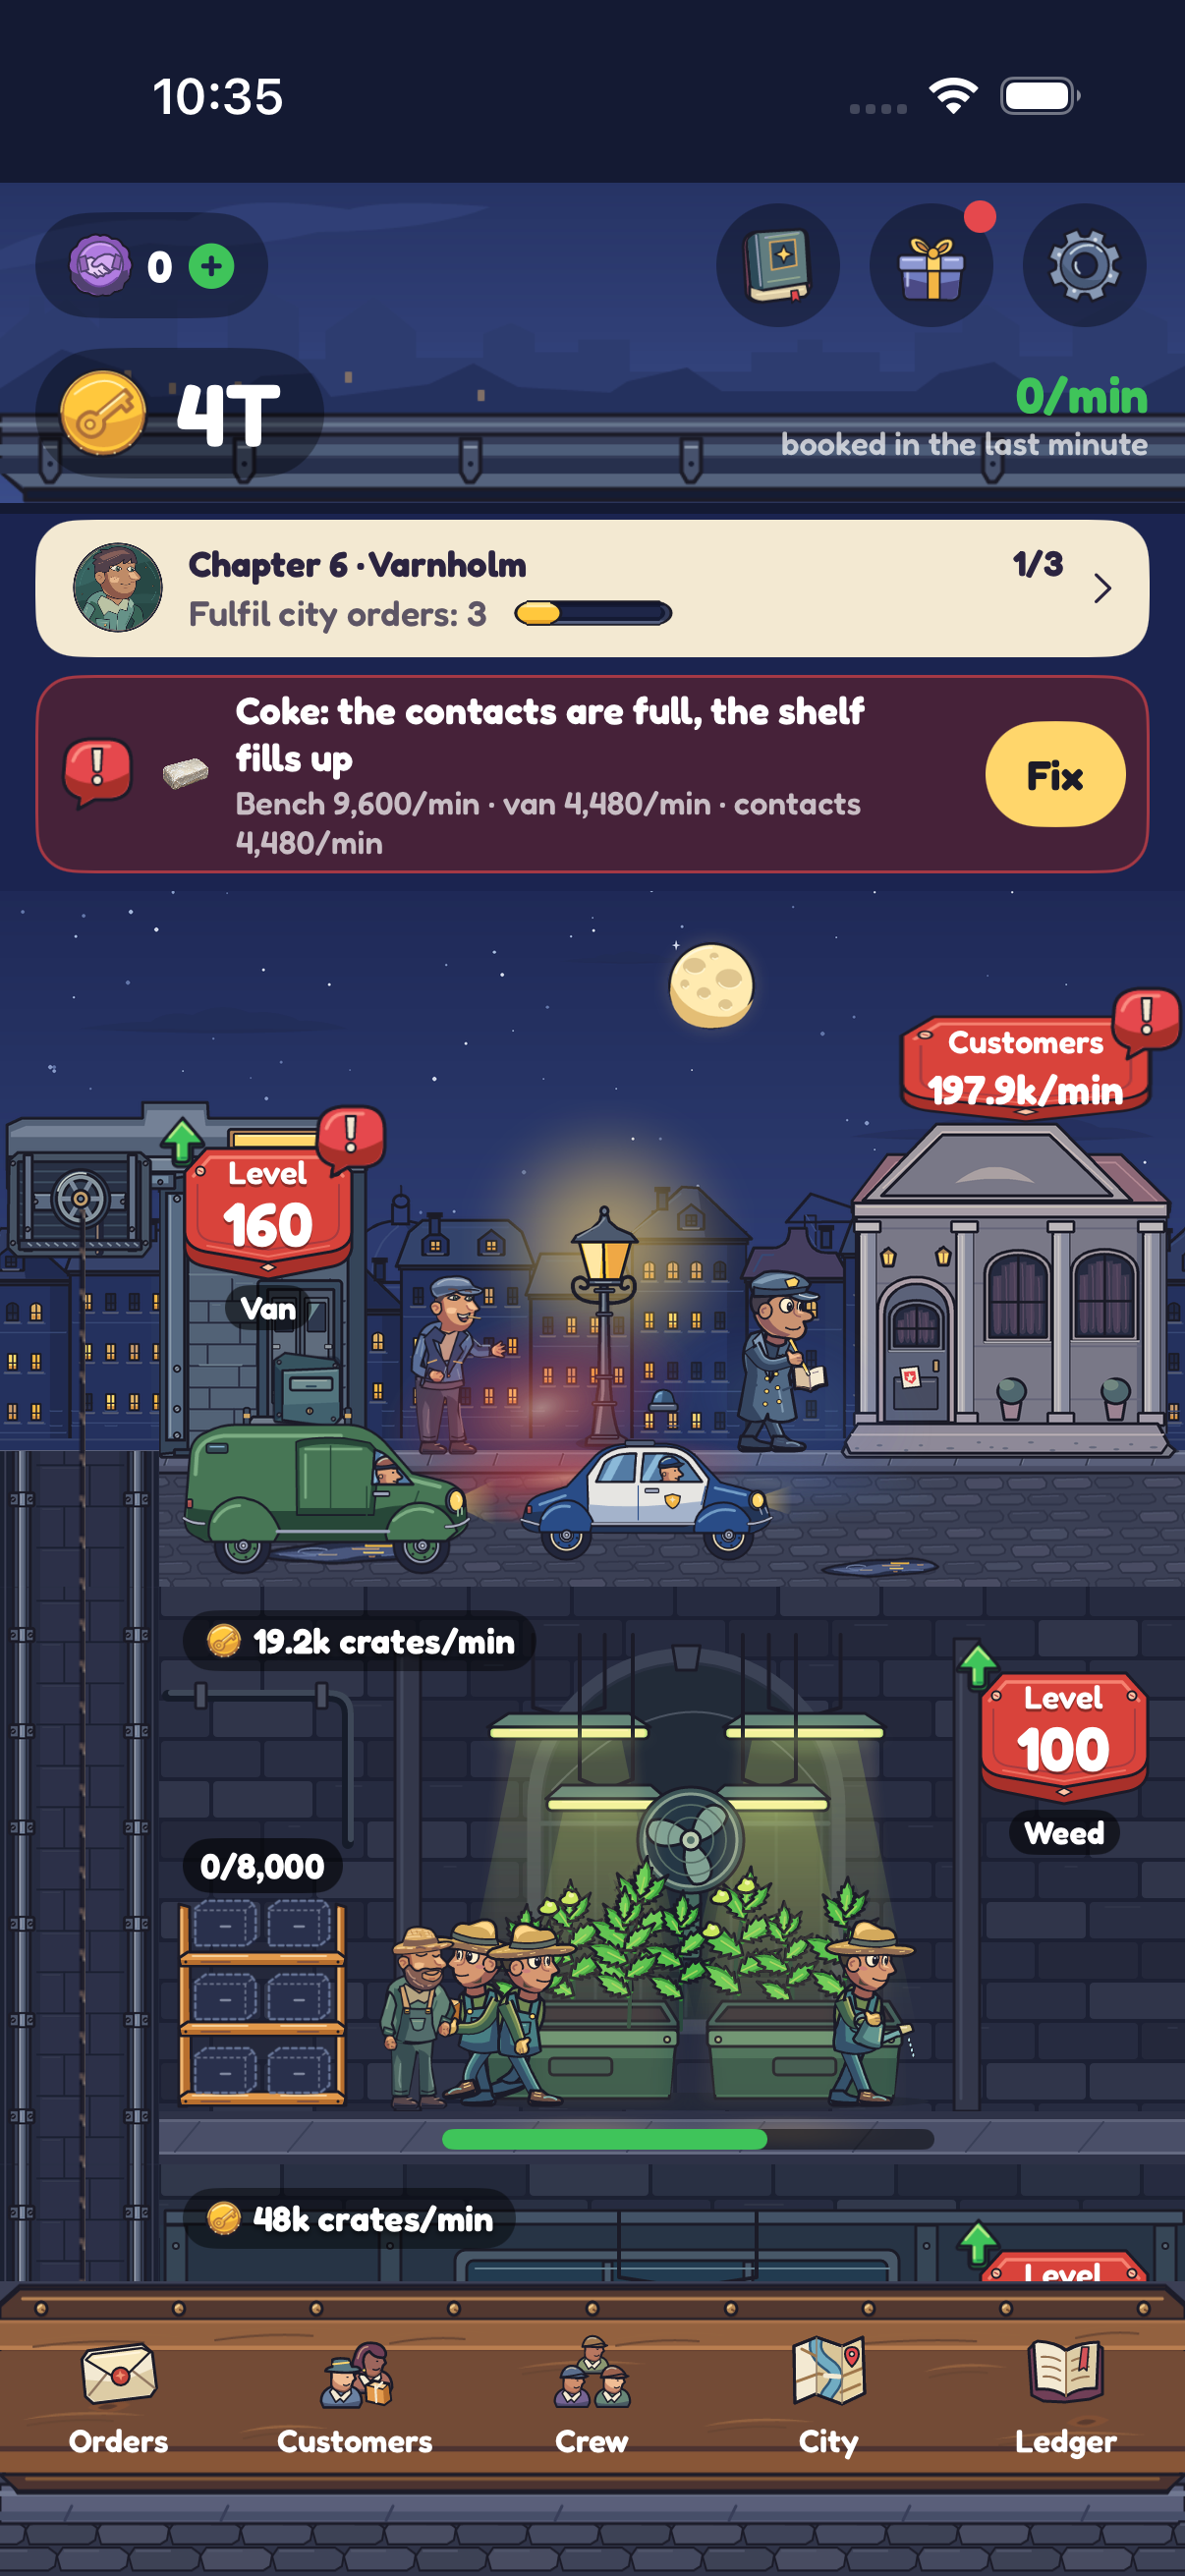 10:35
0
4T
0/min
booked in the last minute
Chapter 6 · Varnholm
1/3
Fulfil city orders: 3
Coke: the contacts are full, the shelf
fills up
Bench 9,600/min · van 4,480/min · contacts
4,480/min
Fix
Customers
197.9k/min
Level
160
Van
19.2k crates/min
Level
100
Weed
0/8,000
48k crates/min
Level
Orders
Customers
Crew
City
Ledger